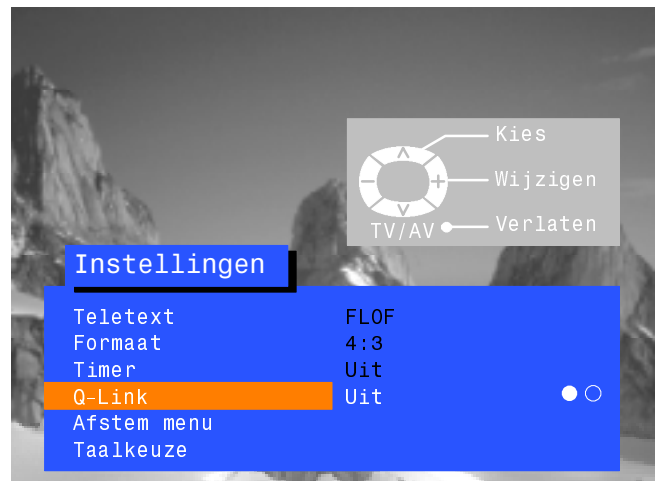 Kies
Wijzigen
TV/AV Verlaten
Instellingen
Teletext FLOF
Formaat 4:3
Timer Uit
Q-Link Uit
Afstem menu
Taalkeuze